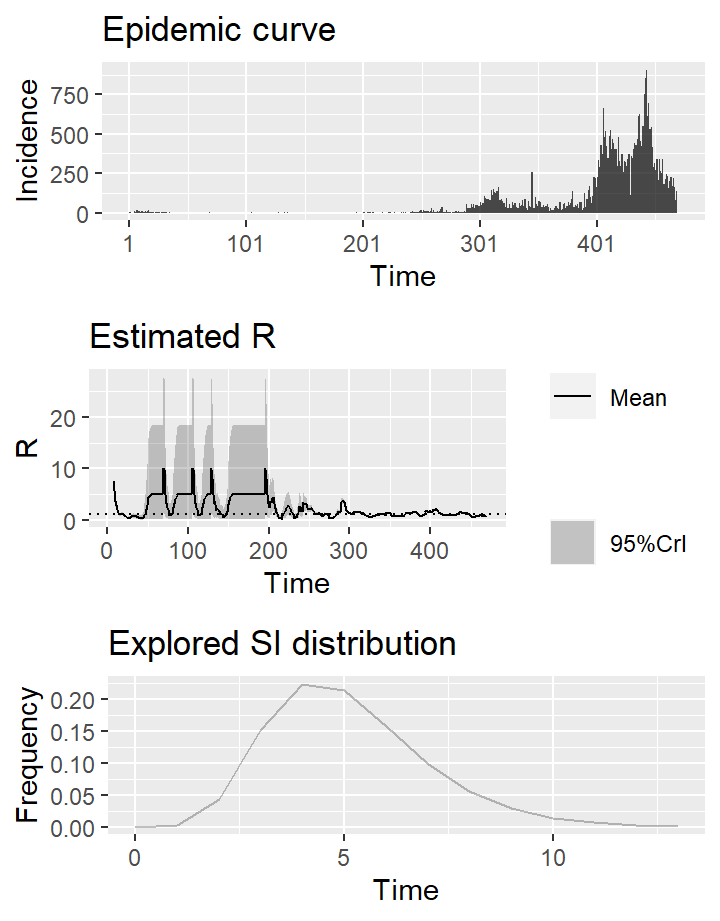 Epidemic curve
Incidence
750
500
250
0
1 101 201 301 401
Time
Estimated R
R
20
10
0
0 100 200 300 400
Time
Mean
95%CrI
Explored SI distribution
Frequency
0.20
0.15
0.10
0.05
0.00
0 5 10
Time